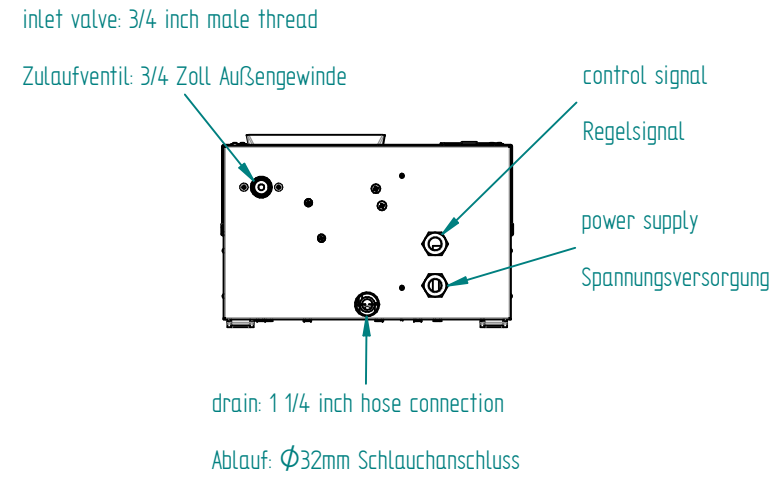 inlet valve: 3/4 inch male thread
Zulaufventil: 3/4 Zoll Außengewinde
control signal
Regelsignal
power supply
Spannungsversorgung
drain: 1 1/4 inch hose connection
Ablauf: Φ32mm Schlauchanschluss